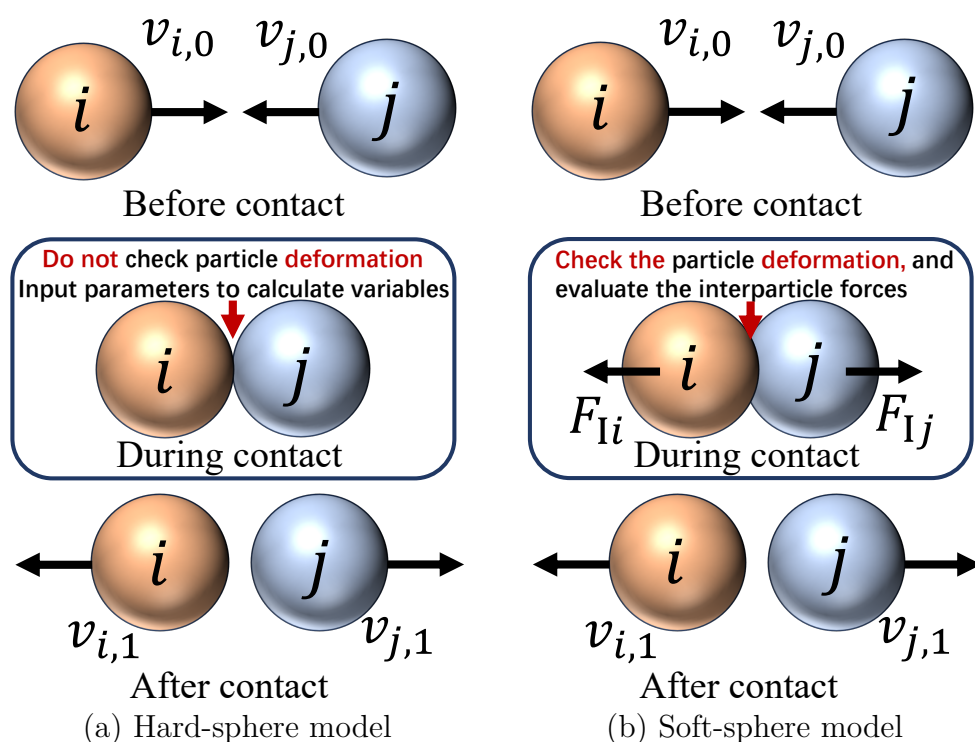 v_{i,0} v_{j,0}
i j
Before contact
Do not check particle deformation
Input parameters to calculate variables
i j
During contact
i j
v_{i,1} v_{j,1}
After contact
(a) Hard-sphere model
v_{i,0} v_{j,0}
i j
Before contact
Check the particle deformation, and
evaluate the interparticle forces
i j
F_{Ii} F_{Ij}
During contact
i j
v_{i,1} v_{j,1}
After contact
(b) Soft-sphere model